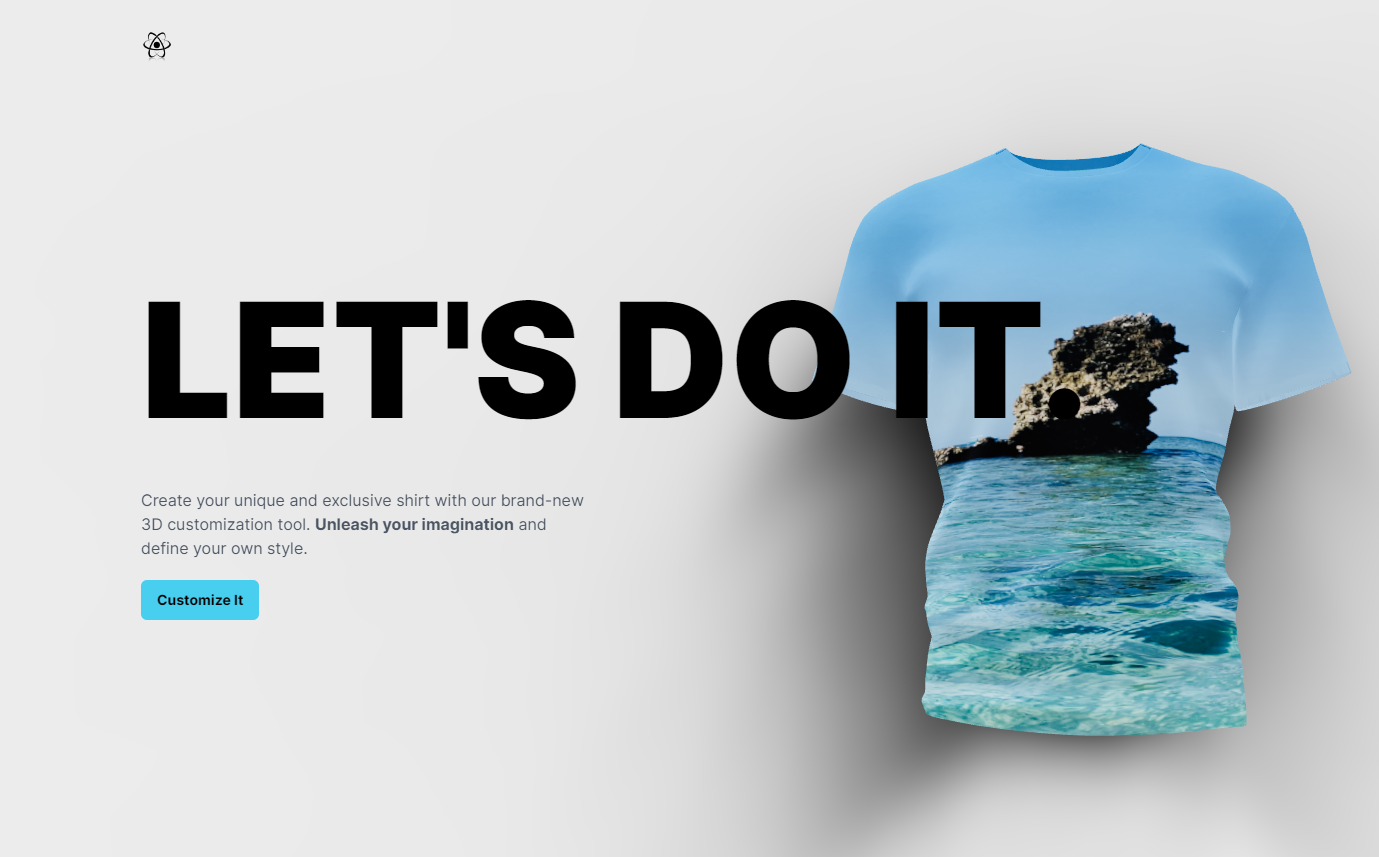 LET'S DO IT.
Create your unique and exclusive shirt with our brand-new
3D customization tool. Unleash your imagination and
define your own style.
Customize It